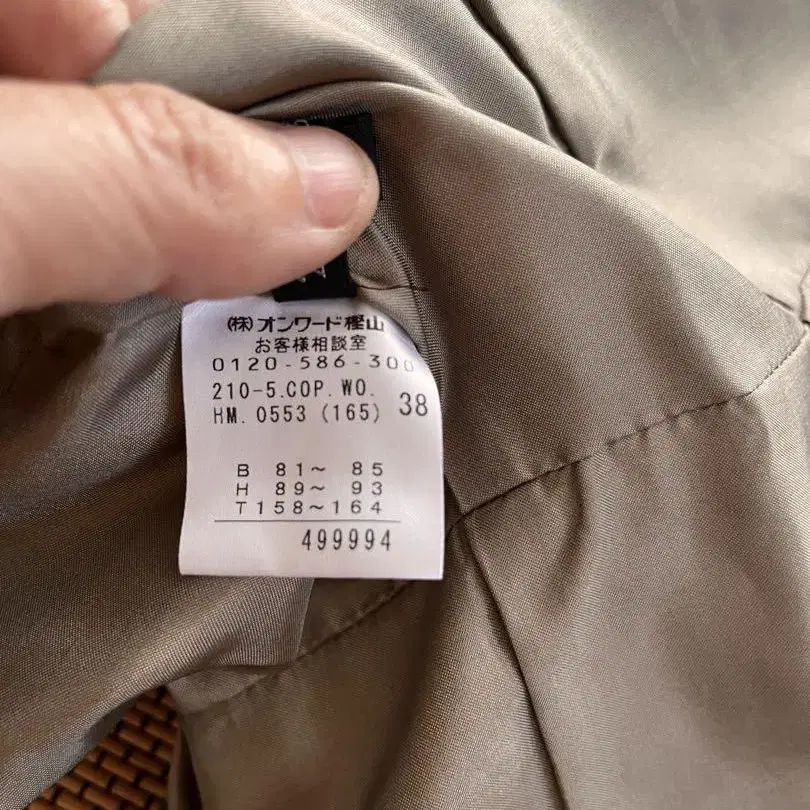 (株)オンワード樫山
お客様相談室
0120-586-300
210-5.COP.WO.
HM. 0553 (165) 38
B 81〜 85
H 89〜 93
T158〜164
499994